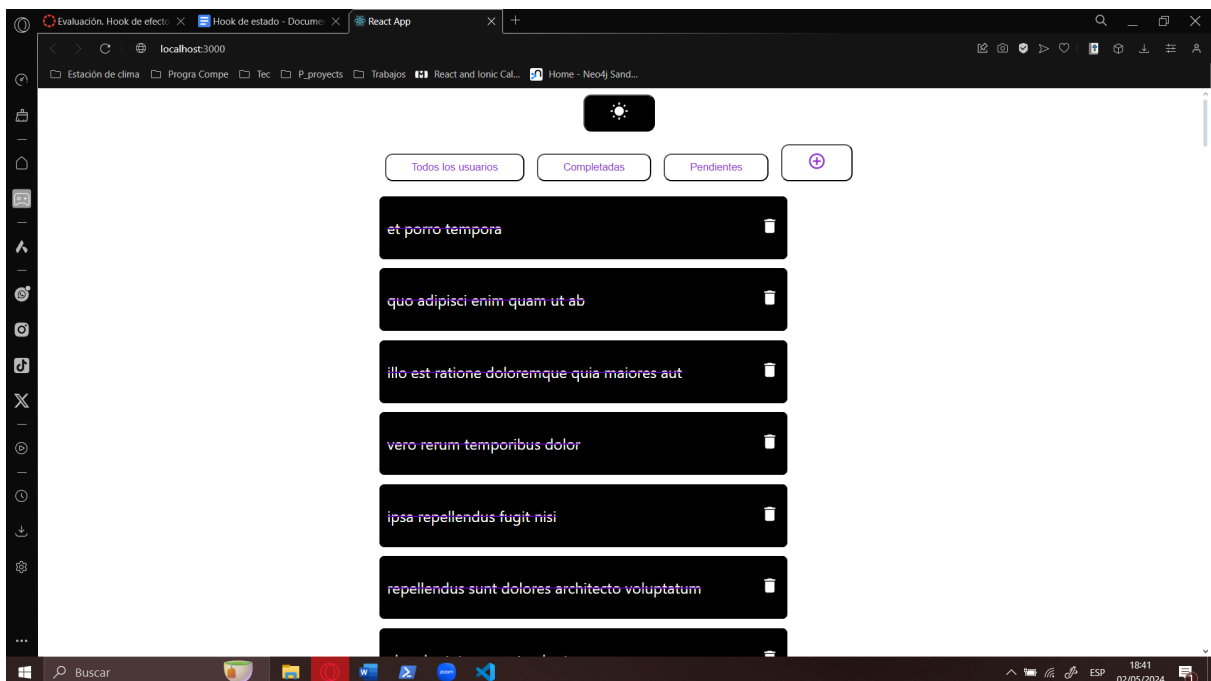 Evaluación. Hook de efecto
Hook de estado - Docume
React App
localhost:3000
Estación de clima
Progra Compe
Tec
P_proyects
Trabajos
React and Ionic Cal...
Home - Neo4j Sand...
Todos los usuarios
Completadas
Pendientes
et porro tempora
quo adipisci enim quam ut ab
illo est ratione doloremque quia maiores aut
vero rerum temporibus dolor
ipsa repellendus fugit nisi
repellendus sunt dolores architecto voluptatum
Buscar
zoom
ESP
18:41
02/05/2024